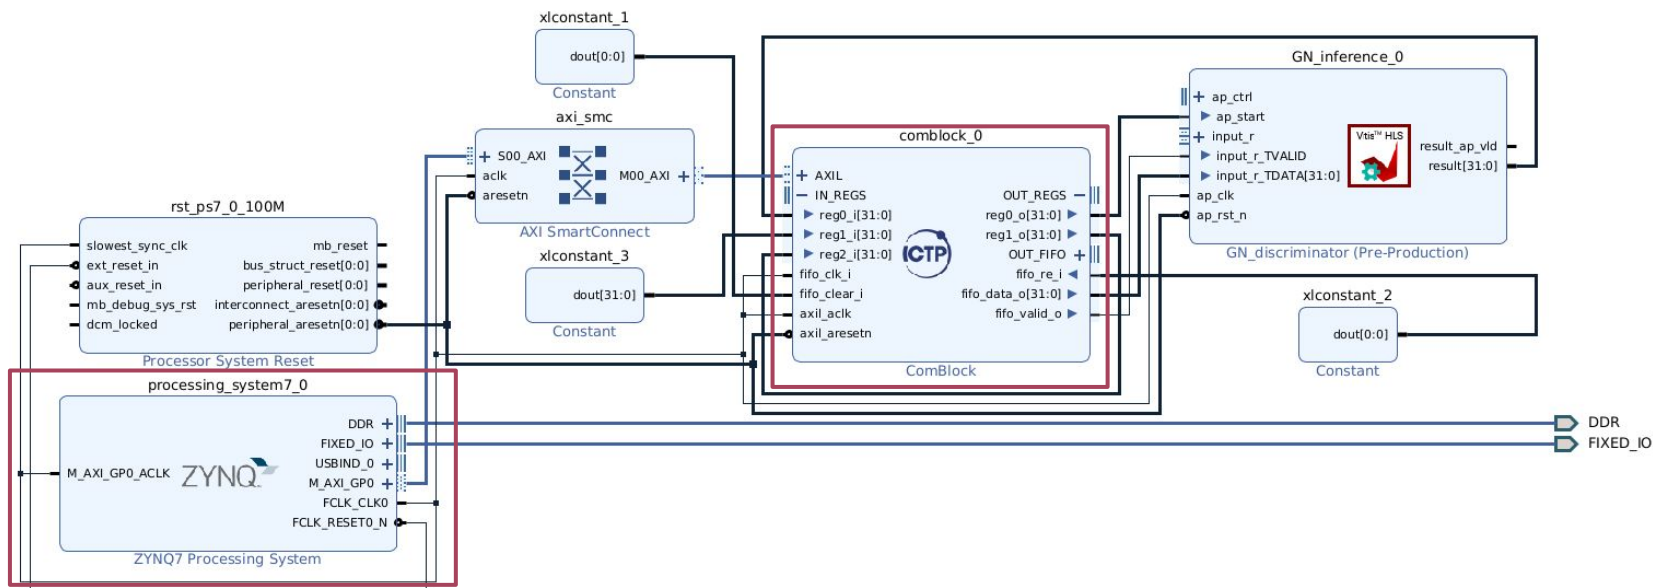 xlconstant_1
dout[0:0]
Constant
axi_smc
S00_AXI
aclk
aresetn
M00_AXI
AXI SmartConnect
xlconstant_3
dout[31:0]
Constant
rst_ps7_0_100M
slowest_sync_clk
ext_reset_in
aux_reset_in
mb_debug_sys_rst
dcm_locked
mb_reset
bus_struct_reset[0:0]
peripheral_reset[0:0]
interconnect_aresetn[0:0]
peripheral_aresetn[0:0]
Processor System Reset
processing_system7_0
M_AXI_GP0_ACLK
ZYNQ
DDR
FIXED_IO
USBIND_0
M_AXI_GP0
FCLK_CLK0
FCLK_RESET0_N
ZYNQ7 Processing System
comblock_0
AXIL
IN_REGS
reg0_i[31:0]
reg1_i[31:0]
reg2_i[31:0]
fifo_clk_i
fifo_clear_i
axil_aclk
axil_aresetn
ICTP
OUT_REGS
reg0_o[31:0]
reg1_o[31:0]
OUT_FIFO
fifo_re_i
fifo_data_o[31:0]
fifo_valid_o
ComBlock
GN_inference_0
ap_ctrl
ap_start
input_r
input_r_TVALID
input_r_TDATA[31:0]
ap_clk
ap_rst_n
Vitis™ HLS
result_ap_vld
result[31:0]
GN_discriminator (Pre-Production)
xlconstant_2
dout[0:0]
Constant
DDR
FIXED_IO